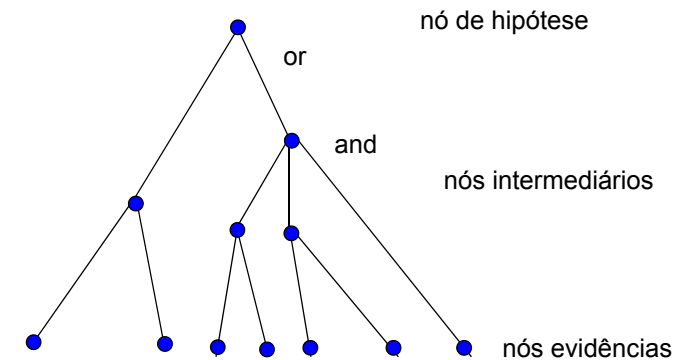 nó de hipótese
or
and
nós intermediários
nós evidências